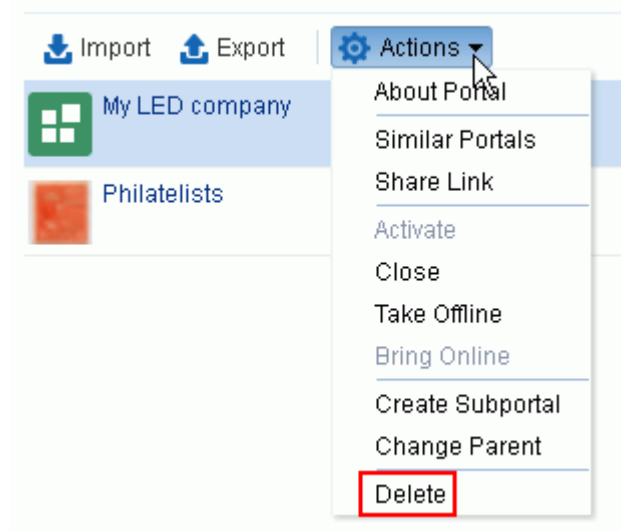 Import Export Actions
My LED company
Philatelists
About Portal
Similar Portals
Share Link
Activate
Close
Take Offline
Bring Online
Create Subportal
Change Parent
Delete